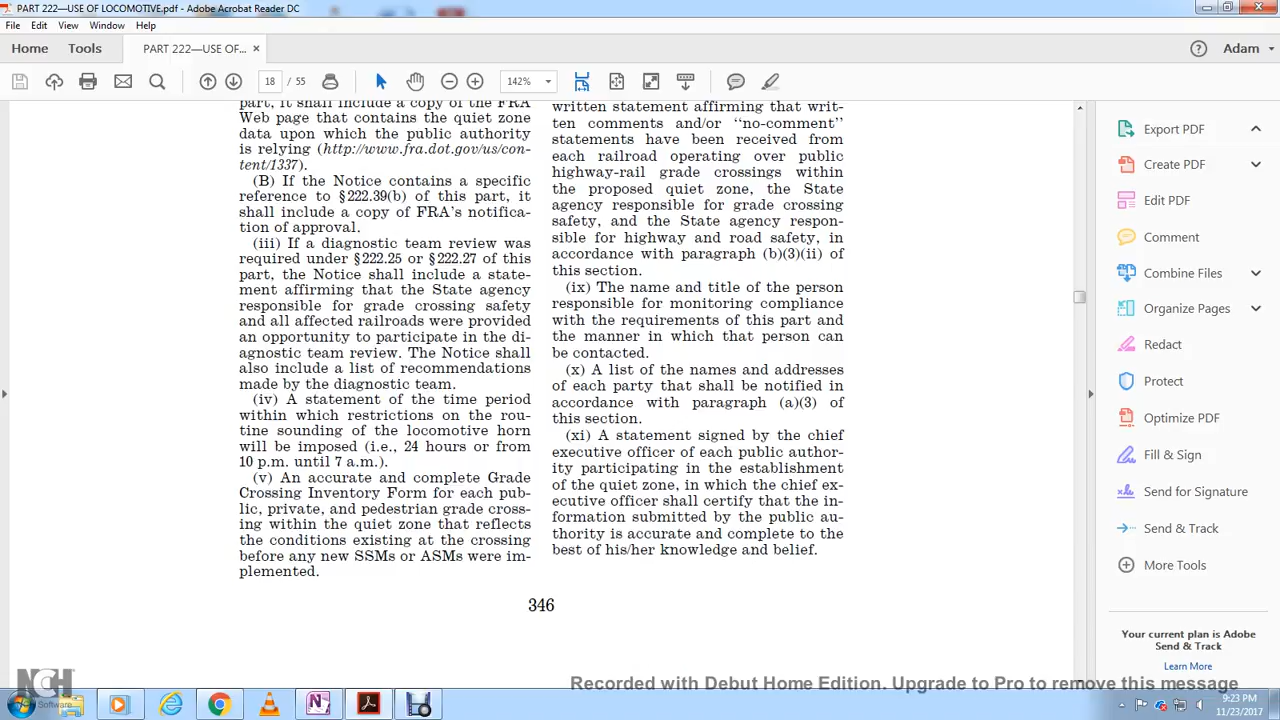 PART 222—USE OF LOCOMOTIVE.pdf - Adobe Acrobat Reader DC
File Edit View Window Help
Home Tools PART 222—USE OF... × Adam
18 / 55 142%
part, it shall include a copy of the FRA
Web page that contains the quiet zone
data upon which the public authority
is relying (http://www.fra.dot.gov/us/con-
tent/1337).
(B) If the Notice contains a specific
reference to §222.39(b) of this part, it
shall include a copy of FRA's notifica-
tion of approval.
(iii) If a diagnostic team review was
required under §222.25 or §222.27 of this
part, the Notice shall include a state-
ment affirming that the State agency
responsible for grade crossing safety
and all affected railroads were provided
an opportunity to participate in the di-
agnostic team review. The Notice shall
also include a list of recommendations
made by the diagnostic team.
(iv) A statement of the time period
within which restrictions on the rou-
tine sounding of the locomotive horn
will be imposed (i.e., 24 hours or from
10 p.m. until 7 a.m.).
(v) An accurate and complete Grade
Crossing Inventory Form for each pub-
lic, private, and pedestrian grade cross-
ing within the quiet zone that reflects
the conditions existing at the crossing
before any new SSMs or ASMs were im-
plemented.
written statement affirming that writ-
ten comments and/or ‘‘no-comment’’
statements have been received from
each railroad operating over public
highway-rail grade crossings within
the proposed quiet zone, the State
agency responsible for grade crossing
safety, and the State agency respon-
sible for highway and road safety, in
accordance with paragraph (b)(3)(ii) of
this section.
(ix) The name and title of the person
responsible for monitoring compliance
with the requirements of this part and
the manner in which that person can
be contacted.
(x) A list of the names and addresses
of each party that shall be notified in
accordance with paragraph (a)(3) of
this section.
(xi) A statement signed by the chief
executive officer of each public author-
ity participating in the establishment
of the quiet zone, in which the chief ex-
ecutive officer shall certify that the in-
formation submitted by the public au-
thority is accurate and complete to the
best of his/her knowledge and belief.
346
Export PDF
Create PDF
Edit PDF
Comment
Combine Files
Organize Pages
Redact
Protect
Optimize PDF
Fill & Sign
Send for Signature
Send & Track
More Tools
Your current plan is Adobe
Send & Track
Learn More
NCH Software
Recorded with Debut Home Edition. Upgrade to Pro to remove this message
9:23 PM
11/23/2017